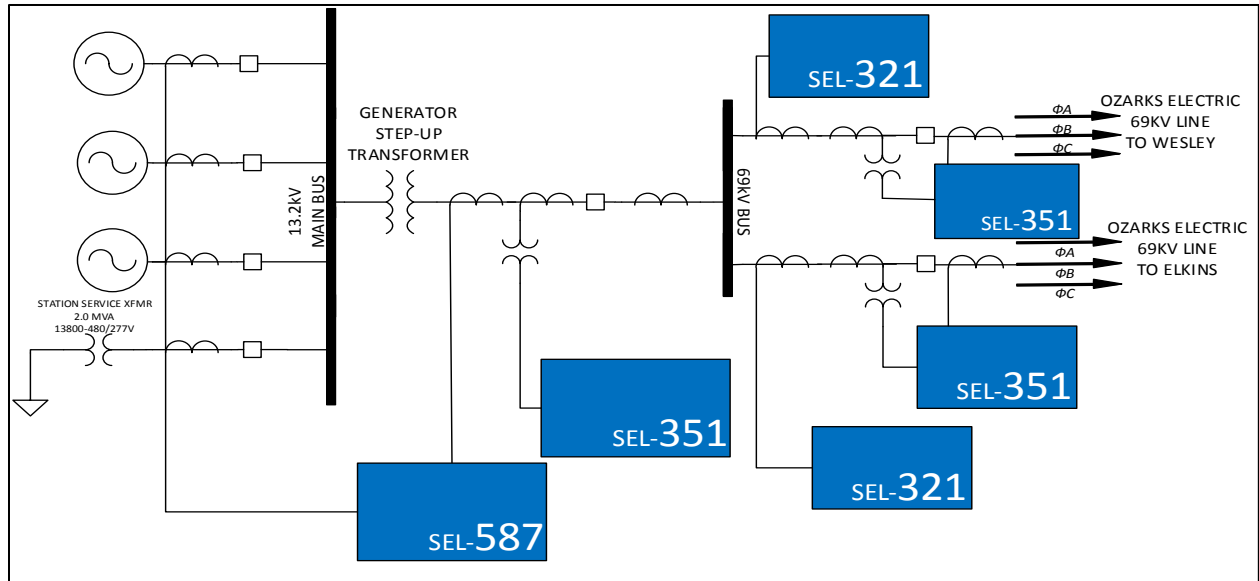 SEL-321
GENERATOR
STEP-UP
TRANSFORMER
13.2kV
MAIN BUS
69kV BUS
ΦA
ΦB
ΦC
OZARKS ELECTRIC
69KV LINE
TO WESLEY
SEL-351
ΦA
ΦB
ΦC
OZARKS ELECTRIC
69KV LINE
TO ELKINS
STATION SERVICE XFMR
2.0 MVA
13800-480/277V
SEL-351
SEL-351
SEL-321
SEL-587